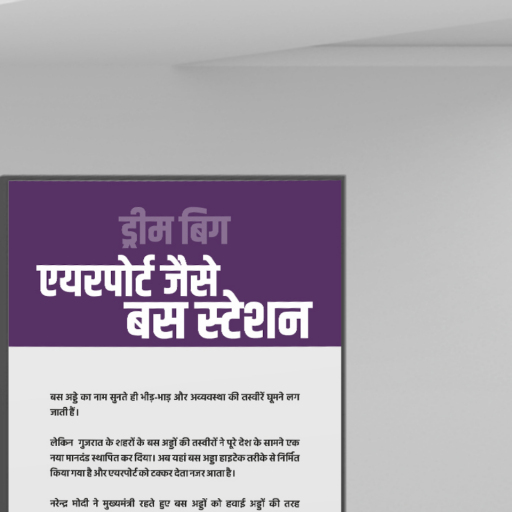 ड्रीम बिग
एयरपोर्ट जैसे
बस स्टेशन
बस अड्डे का नाम सुनते ही भीड़-भाड़ और अव्यवस्था की तस्वीरें घूमने लग
जाती हैं।
लेकिन गुजरात के शहरों के बस अड्डों की तस्वीरों ने पूरे देश के सामने एक
नया मानदंड स्थापित कर दिया। अब यहां बस अड्डा हाइटेक तरीके से निर्मित
किया गया है और एयरपोर्ट को टक्कर देता नजर आता है।
नरेन्द्र मोदी ने मुख्यमंत्री रहते हुए बस अड्डों को हवाई अड्डों की तरह